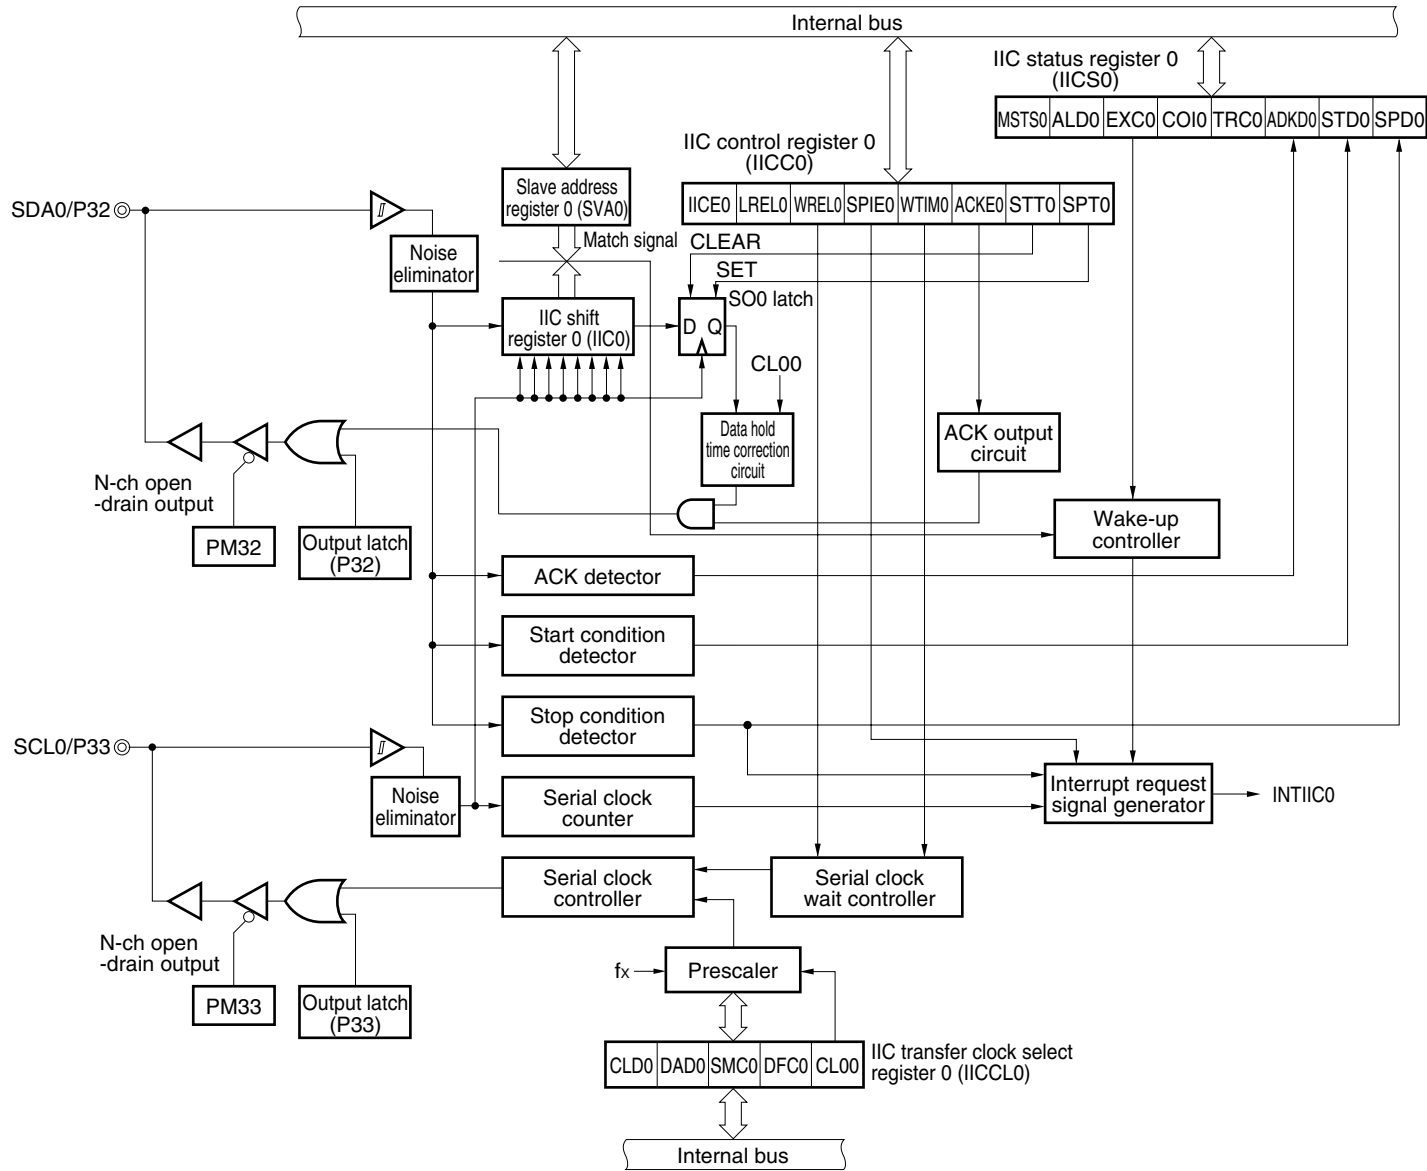 Internal bus
IIC status register 0
(IICS0)
MSTS0 ALD0 EXC0 COI0 TRC0 ADKD0 STD0 SPD0
IIC control register 0
(IICC0)
IICE0 LREL0 WREL0 SPIE0 WTIM0 ACKE0 STT0 SPT0
Slave address
register 0 (SVA0)
SDA0/P32
Match signal
CLEAR
SET
Noise
eliminator
SO0 latch
IIC shift
register 0 (IIC0)
D Q
CL00
Data hold
time correction
circuit
ACK output
circuit
N-ch open
-drain output
PM32
Output latch
(P32)
Wake-up
controller
ACK detector
Start condition
detector
Stop condition
detector
SCL0/P33
Noise
eliminator
Serial clock
counter
Interrupt request
signal generator
INTIIC0
Serial clock
controller
Serial clock
wait controller
N-ch open
-drain output
PM33
Output latch
(P33)
fx
Prescaler
CLD0 DAD0 SMC0 DFC0 CL00
IIC transfer clock select
register 0 (IICCL0)
Internal bus